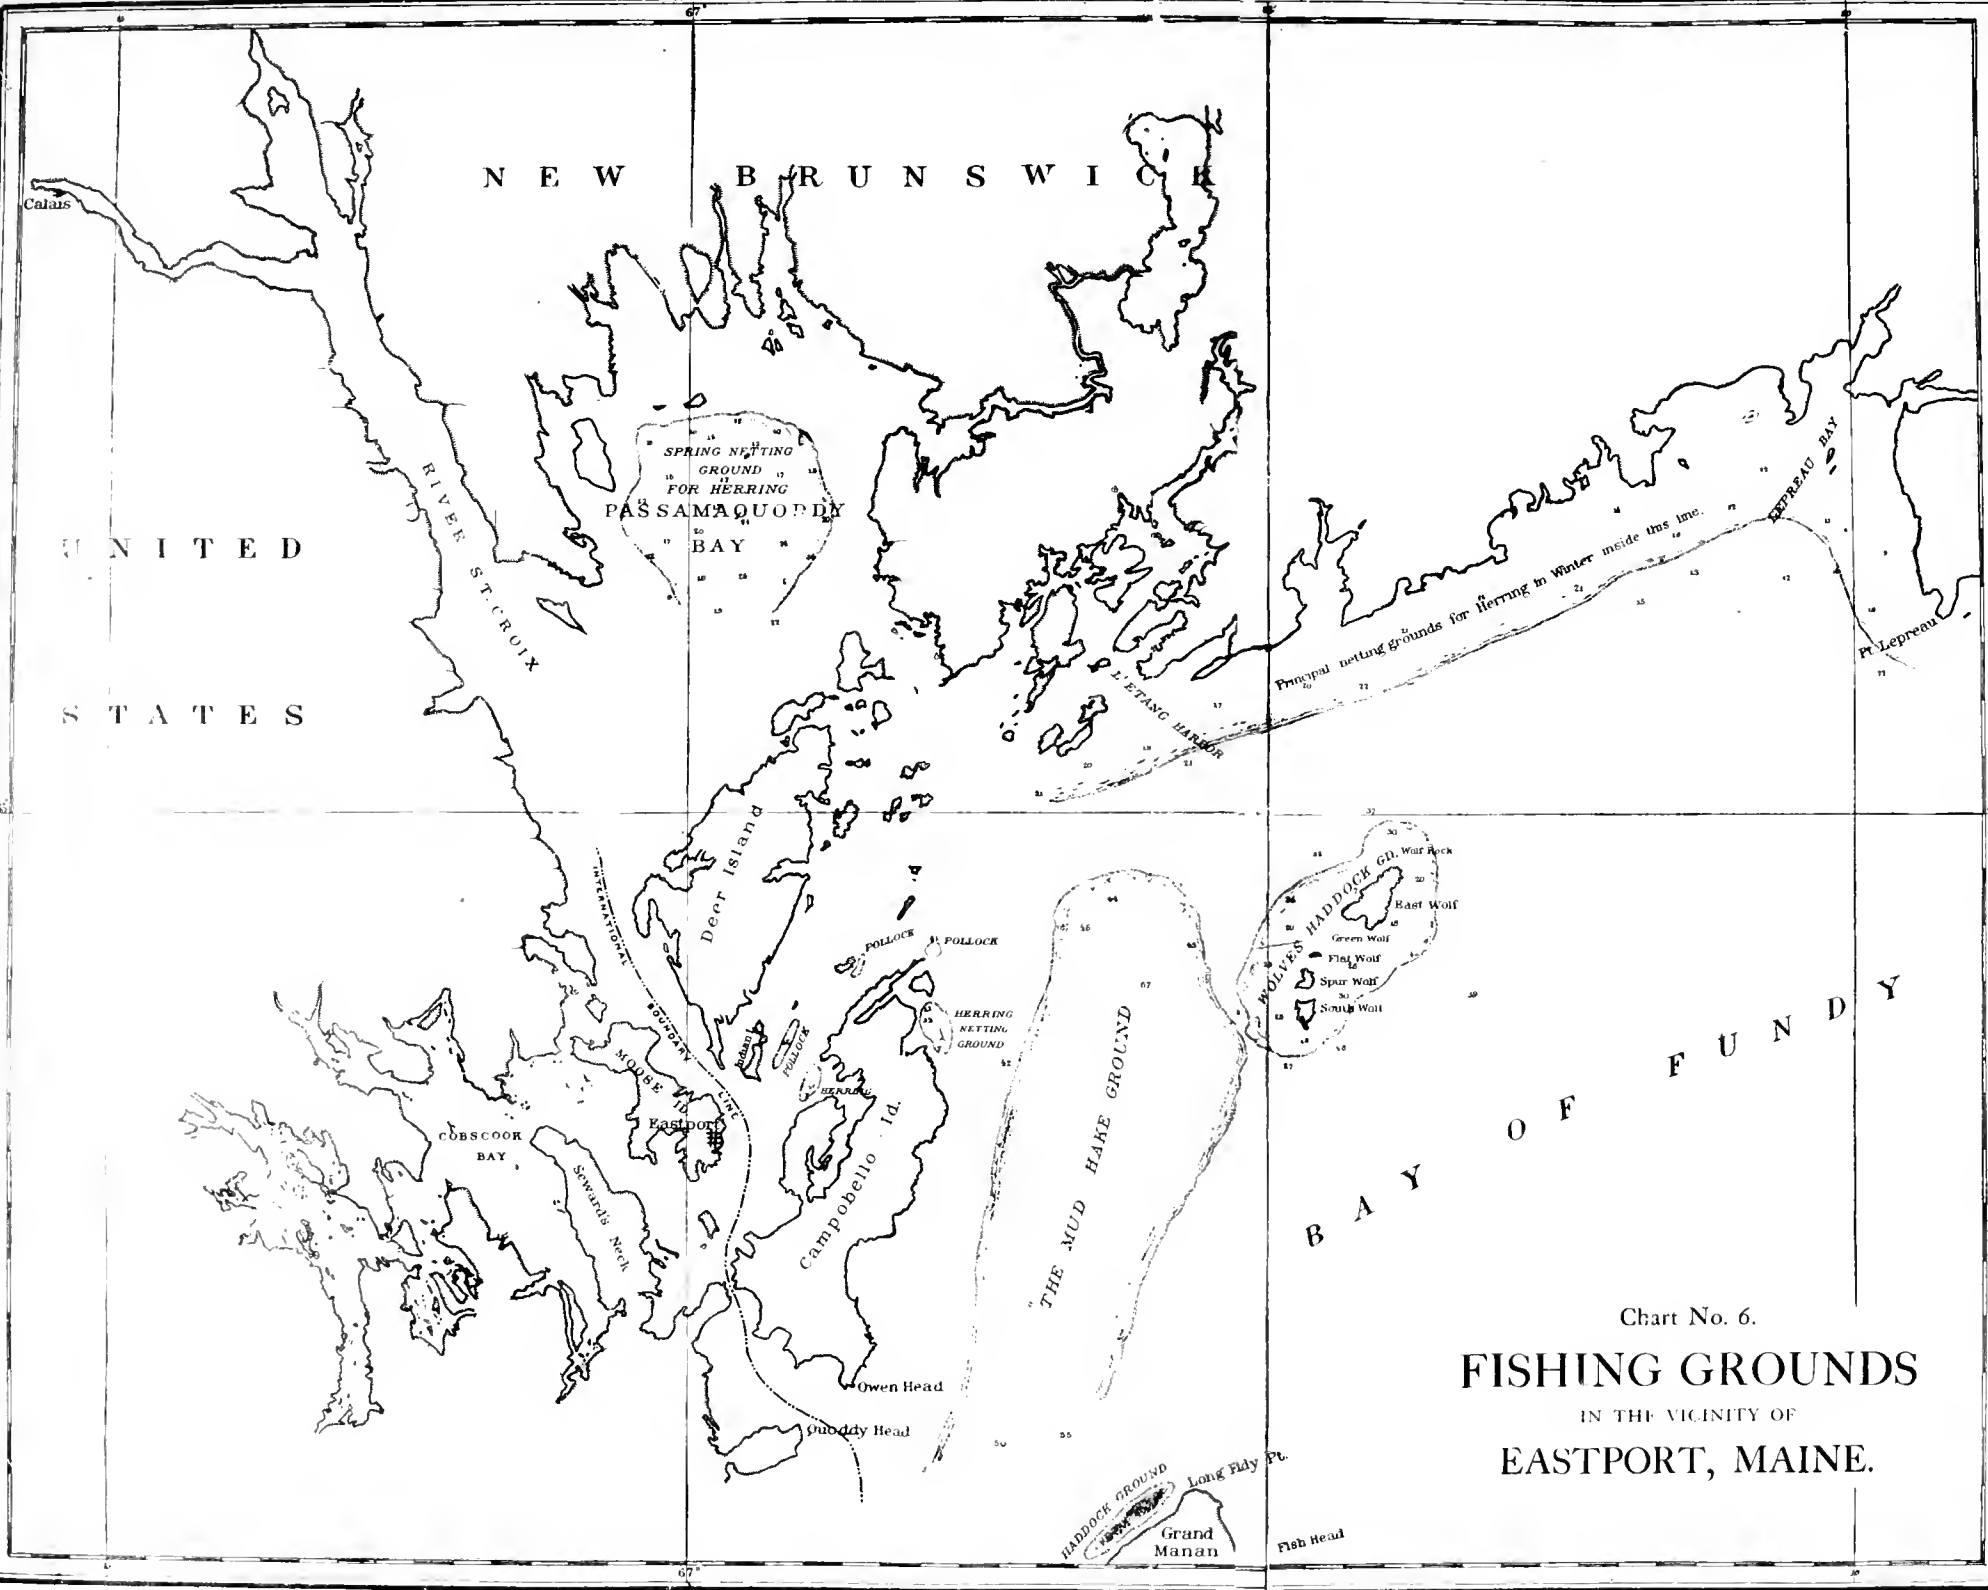 67°
NEW BRUNSWICK
Calais
SPRING NETTING
GROUND
FOR HERRING
PASSAMAQUODDY
BAY
RIVER ST. CROIX
UNITED
STATES
LEPREAU BAY
Principal netting grounds for Herring in Winter inside this line.
Pt. Lepreau
L'ETANG HARBOR
Deer Island
INTERNATIONAL BOUNDARY LINE
WOLVES HADDOCK GD.
Wolf Rock
East Wolf
Green Wolf
Flat Wolf
Spur Wolf
South Wolf
POLLOCK
POLLOCK
HERRING
NETTING
GROUND
Indian I.
POLLOCK
HERRING
MOOSE ID.
Eastport
COBSCOOK
BAY
Seward's Neck
Campobello Id.
"THE MUD HAKE GROUND
BAY OF FUNDY
Owen Head
Quoddy Head
HADDOCK GROUND
Long Eddy Pt.
Grand
Manan
Fish Head
Chart No. 6.
FISHING GROUNDS
IN THE VICINITY OF
EASTPORT, MAINE.
67°